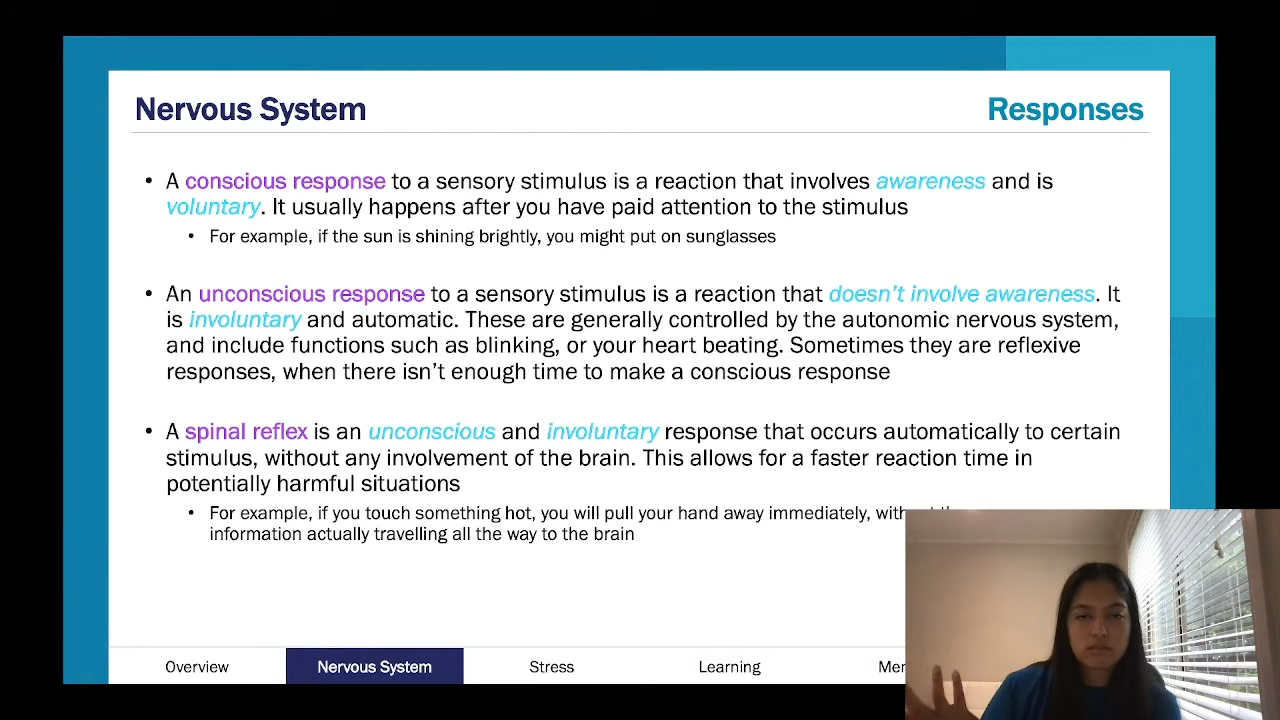 Nervous System
Responses
• A conscious response to a sensory stimulus is a reaction that involves awareness and is
voluntary. It usually happens after you have paid attention to the stimulus
• For example, if the sun is shining brightly, you might put on sunglasses
• An unconscious response to a sensory stimulus is a reaction that doesn't involve awareness. It
is involuntary and automatic. These are generally controlled by the autonomic nervous system,
and include functions such as blinking, or your heart beating. Sometimes they are reflexive
responses, when there isn't enough time to make a conscious response
• A spinal reflex is an unconscious and involuntary response that occurs automatically to certain
stimulus, without any involvement of the brain. This allows for a faster reaction time in
potentially harmful situations
• For example, if you touch something hot, you will pull your hand away immediately,
information actually travelling all the way to the brain
Overview
Nervous System
Stress
Learning